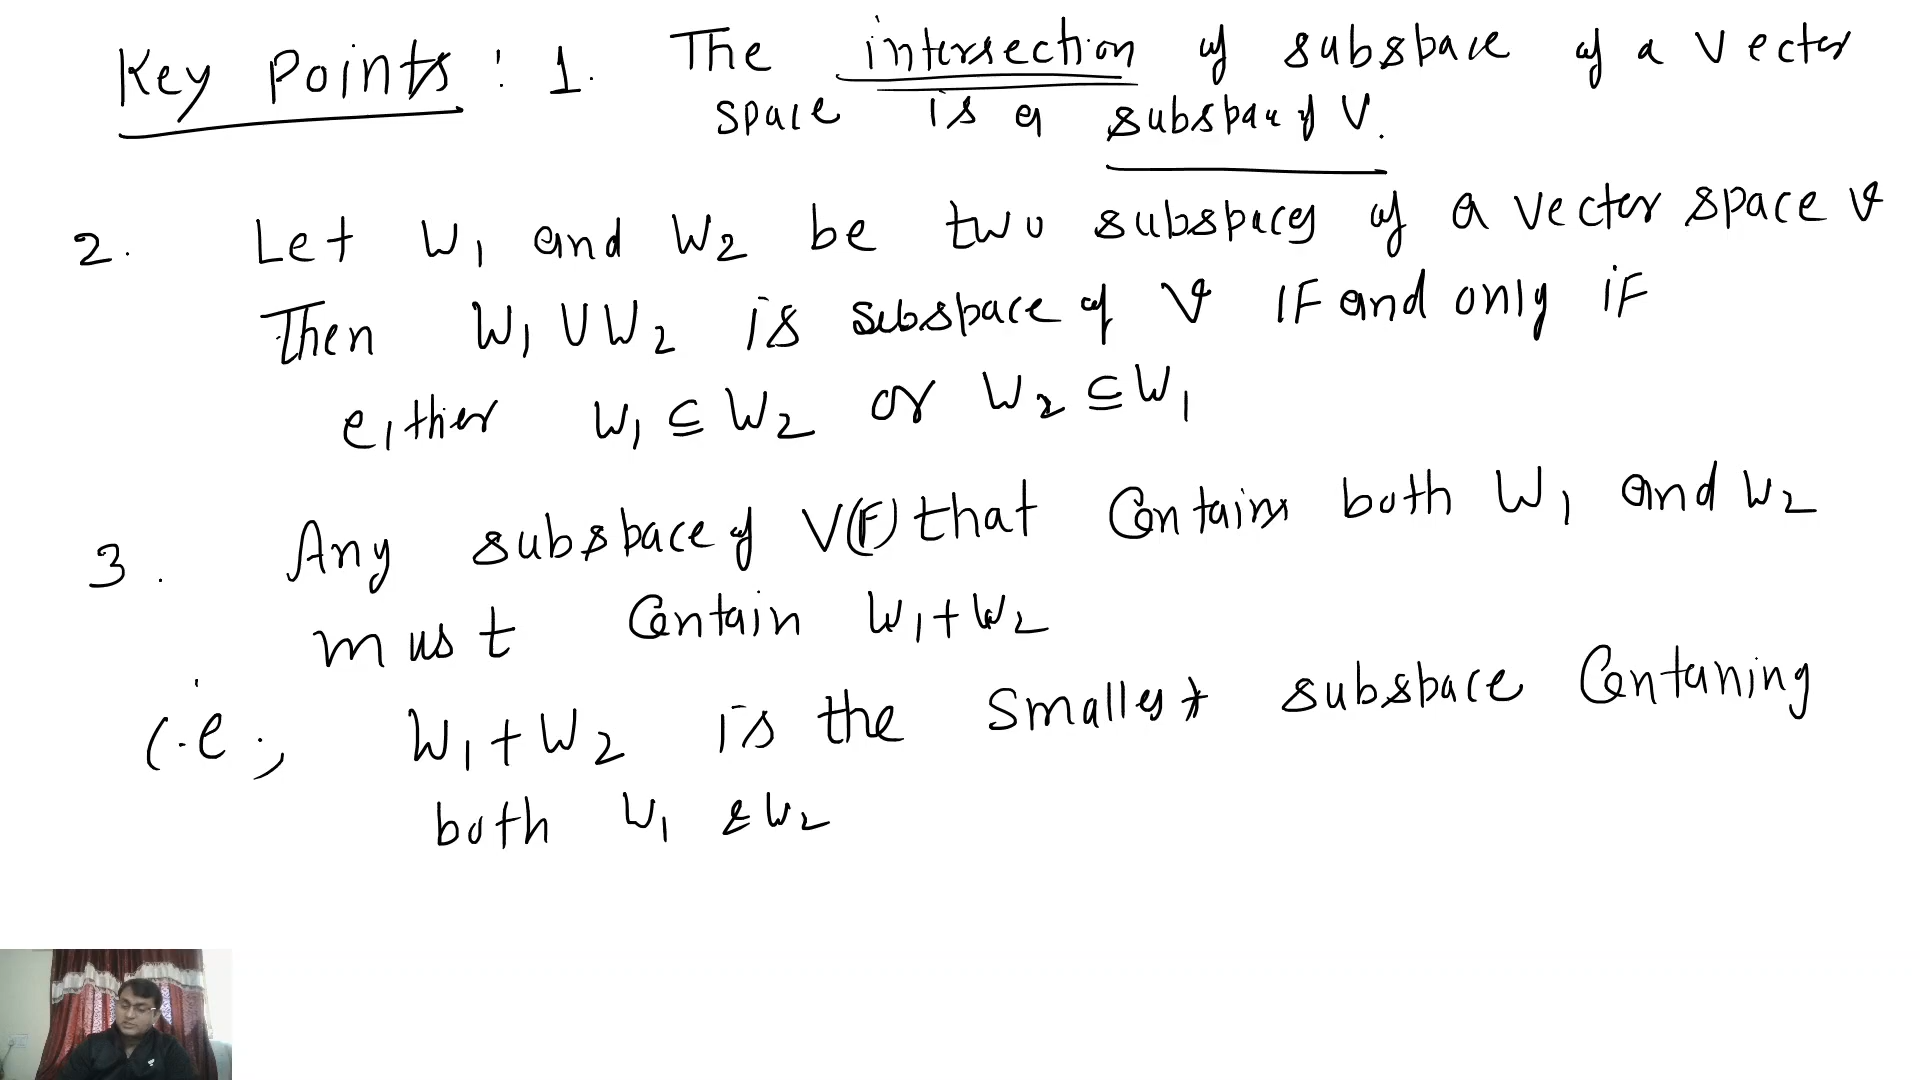 Key Points : 1. The intersection of subspace of a Vector
space is a subspace of V.
2. Let W₁ and W₂ be two subspaces of a vector space V
Then W₁ ∪ W₂ is subspace of V IF and only if
either W₁ ⊆ W₂ or W₂ ⊆ W₁
3. Any subspace of V(F) that Contains both W₁ and W₂
must Contain W₁ + W₂
i.e., W₁ + W₂ is the Smallest subspace Contaning
both W₁ & W₂